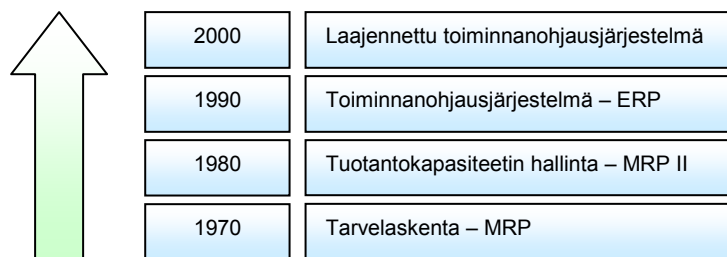 2000 Laajennettu toiminnanohjausjärjestelmä
1990 Toiminnanohjausjärjestelmä – ERP
1980 Tuotantokapasiteetin hallinta – MRP II
1970 Tarvelaskenta – MRP